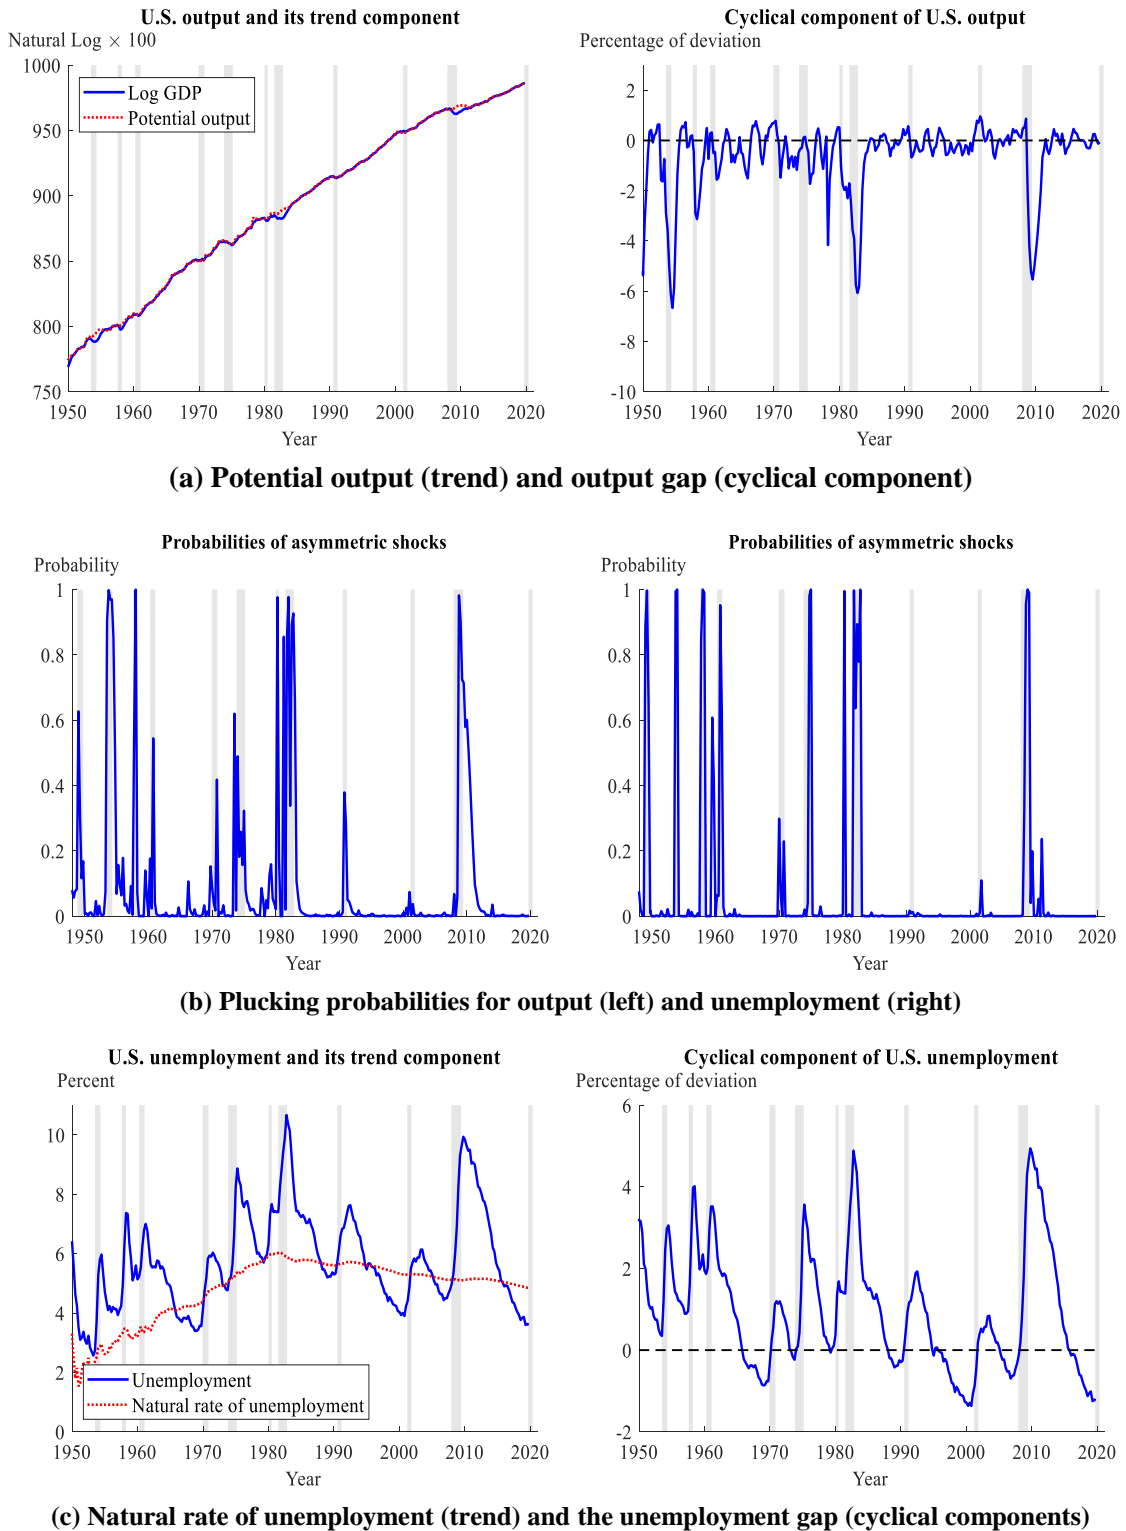 U.S. output and its trend component
Natural Log × 100
1000
950
900
850
800
750
Log GDP
Potential output
1950 1960 1970 1980 1990 2000 2010 2020
Year
Cyclical component of U.S. output
Percentage of deviation
2
0
-2
-4
-6
-8
-10
1950 1960 1970 1980 1990 2000 2010 2020
Year
(a) Potential output (trend) and output gap (cyclical component)
Probabilities of asymmetric shocks
Probability
1
0.8
0.6
0.4
0.2
0
1950 1960 1970 1980 1990 2000 2010 2020
Year
Probabilities of asymmetric shocks
Probability
1
0.8
0.6
0.4
0.2
0
1950 1960 1970 1980 1990 2000 2010 2020
Year
(b) Plucking probabilities for output (left) and unemployment (right)
U.S. unemployment and its trend component
Percent
10
8
6
4
2
0
Unemployment
Natural rate of unemployment
1950 1960 1970 1980 1990 2000 2010 2020
Year
Cyclical component of U.S. unemployment
Percentage of deviation
6
4
2
0
-2
1950 1960 1970 1980 1990 2000 2010 2020
Year
(c) Natural rate of unemployment (trend) and the unemployment gap (cyclical components)